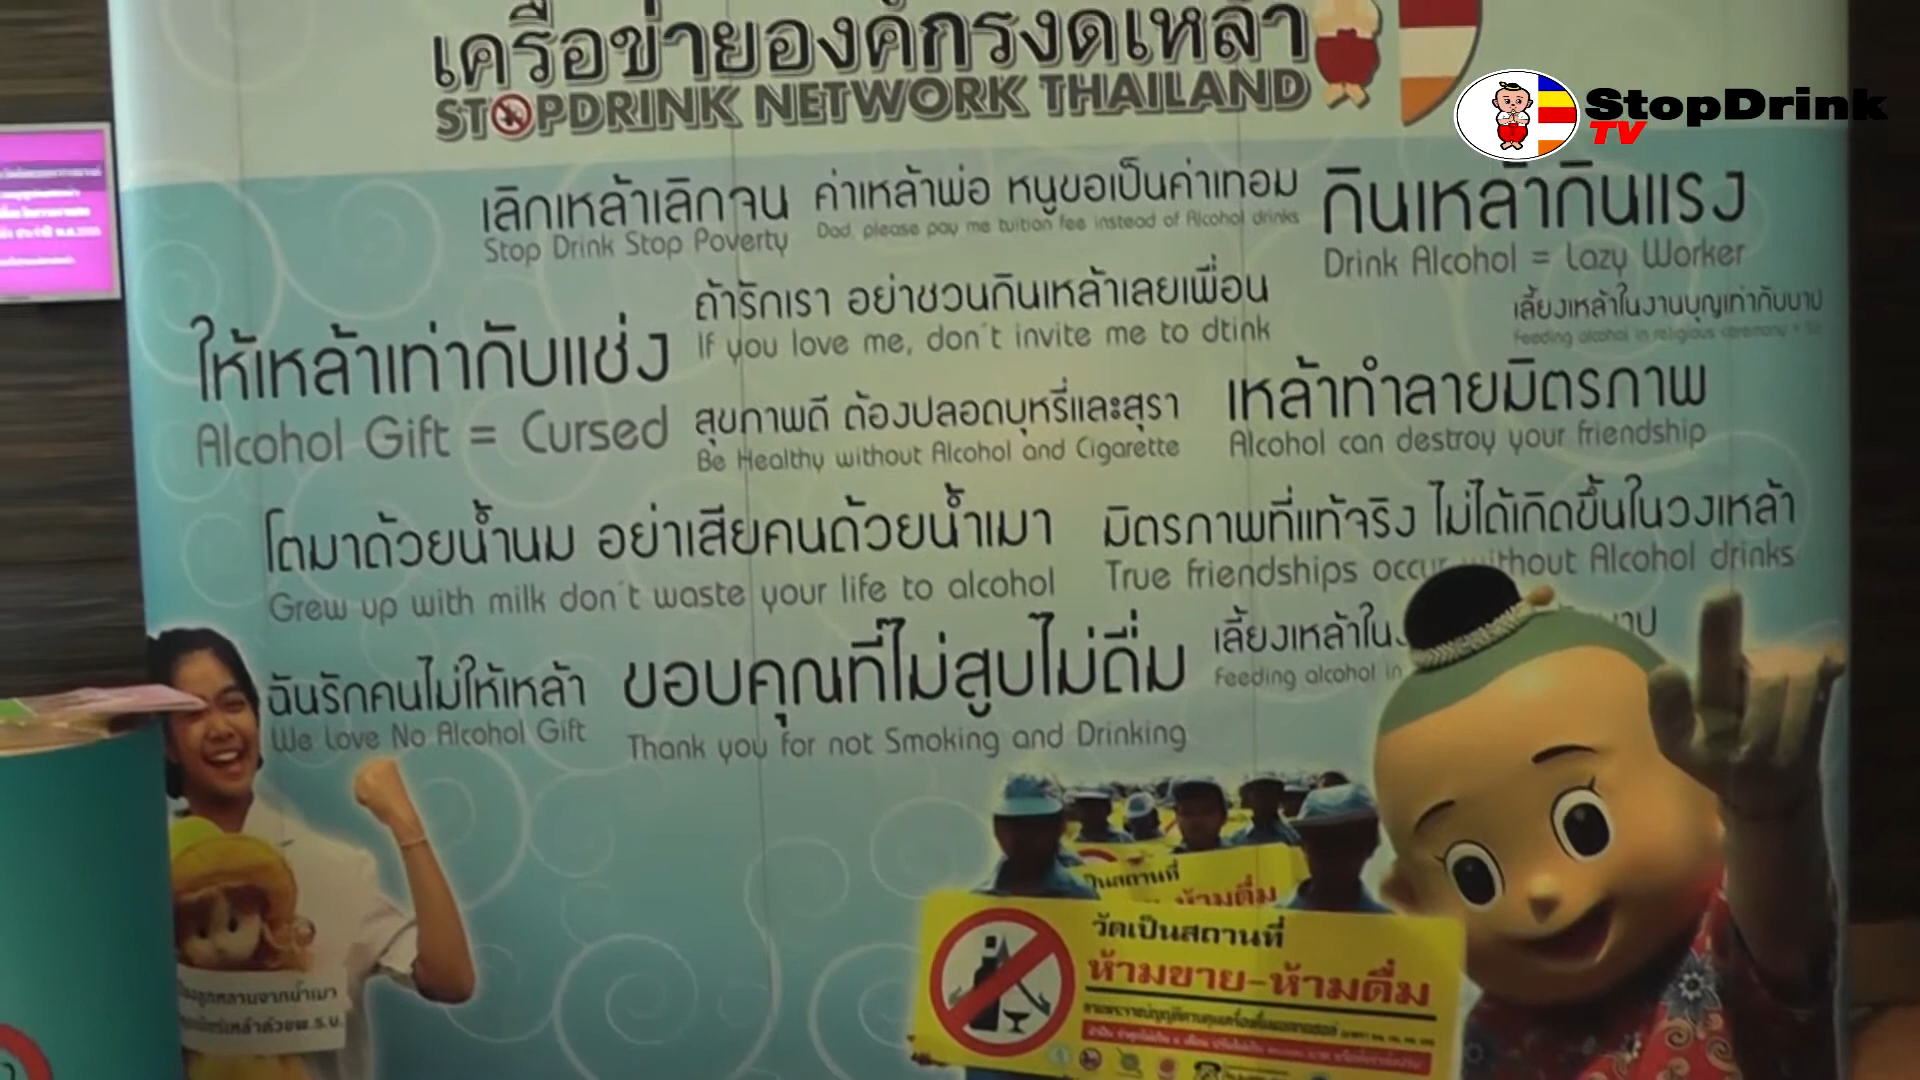 เครือข่ายองค์กรงดเหล้า
STOPDRINK NETWORK THAILAND
StopDrink
TV
เลิกเหล้าเลิกจน
Stop Drink Stop Poverty
ค่าเหล้าพ่อ หนูขอเป็นค่าเทอม
Dad, please pay me tuition fee instead of Alcohol drinks
กินเหล้ากินแรง
Drink Alcohol = Lazy Worker
ถ้ารักเรา อย่าชวนกินเหล้าเลยเพื่อน
If you love me, don't invite me to dtink
เลี้ยงเหล้าในงานบุญเท่ากับบาป
Feeding alcohol in religious ceremony =
ให้เหล้าเท่ากับแช่ง
Alcohol Gift = Cursed
สุขภาพดี ต้องปลอดบุหรี่และสุรา
Be Healthy without Alcohol and Cigarette
เหล้าทำลายมิตรภาพ
Alcohol can destroy your friendship
โตมาด้วยน้ำนม อย่าเสียคนด้วยน้ำเมา
Grew up with milk don't waste your life to alcohol
มิตรภาพที่แท้จริง ไม่ได้เกิดขึ้นในวงเหล้า
True friendships occur without Alcohol drinks
ฉันรักคนไม่ให้เหล้า
We Love No Alcohol Gift
ขอบคุณที่ไม่สูบไม่ดื่ม
Thank you for not Smoking and Drinking
เลี้ยงเหล้าใน
Feeding alcohol in
ห้ามดื่ม
วัดเป็นสถานที่
ห้ามขาย-ห้ามดื่ม